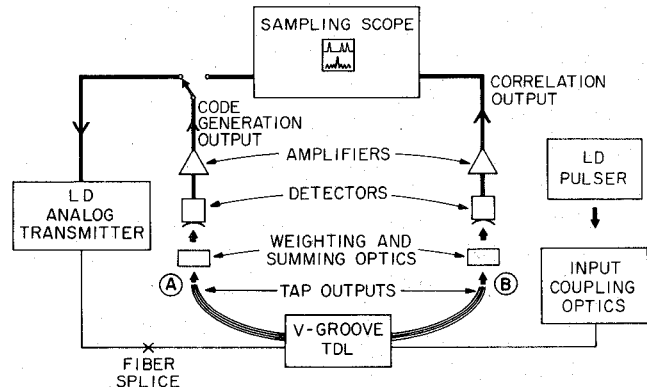 SAMPLING SCOPE
CODE
GENERATION
OUTPUT
CORRELATION
OUTPUT
AMPLIFIERS
LD
PULSER
LD
ANALOG
TRANSMITTER
DETECTORS
WEIGHTING AND
SUMMING OPTICS
INPUT
COUPLING
OPTICS
A
TAP OUTPUTS
B
V-GROOVE
TDL
FIBER
SPLICE